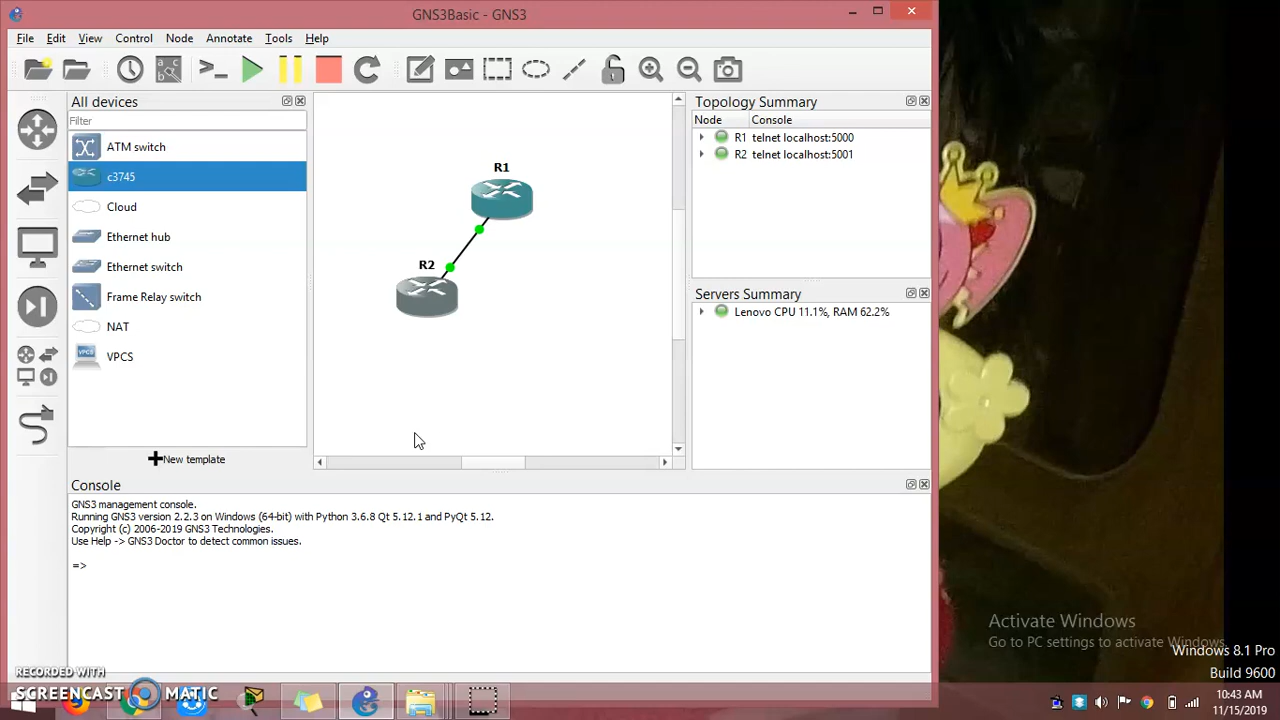 GNS3Basic - GNS3
File Edit View Control Node Annotate Tools Help
All devices
Filter
ATM switch
c3745
Cloud
Ethernet hub
Ethernet switch
Frame Relay switch
NAT
VPCS
VPCS
New template
R1
R2
Topology Summary
Node Console
R1 telnet localhost:5000
R2 telnet localhost:5001
Servers Summary
Lenovo CPU 11.1%, RAM 62.2%
Console
GNS3 management console.
Running GNS3 version 2.2.3 on Windows (64-bit) with Python 3.6.8 Qt 5.12.1 and PyQt 5.12.
Copyright (c) 2006-2019 GNS3 Technologies.
Use Help -> GNS3 Doctor to detect common issues.
=>
Activate Windows
Go to PC settings to activate Windows.
Windows 8.1 Pro
Build 9600
RECORDED WITH
SCREENCAST MATIC
10:43 AM
11/15/2019